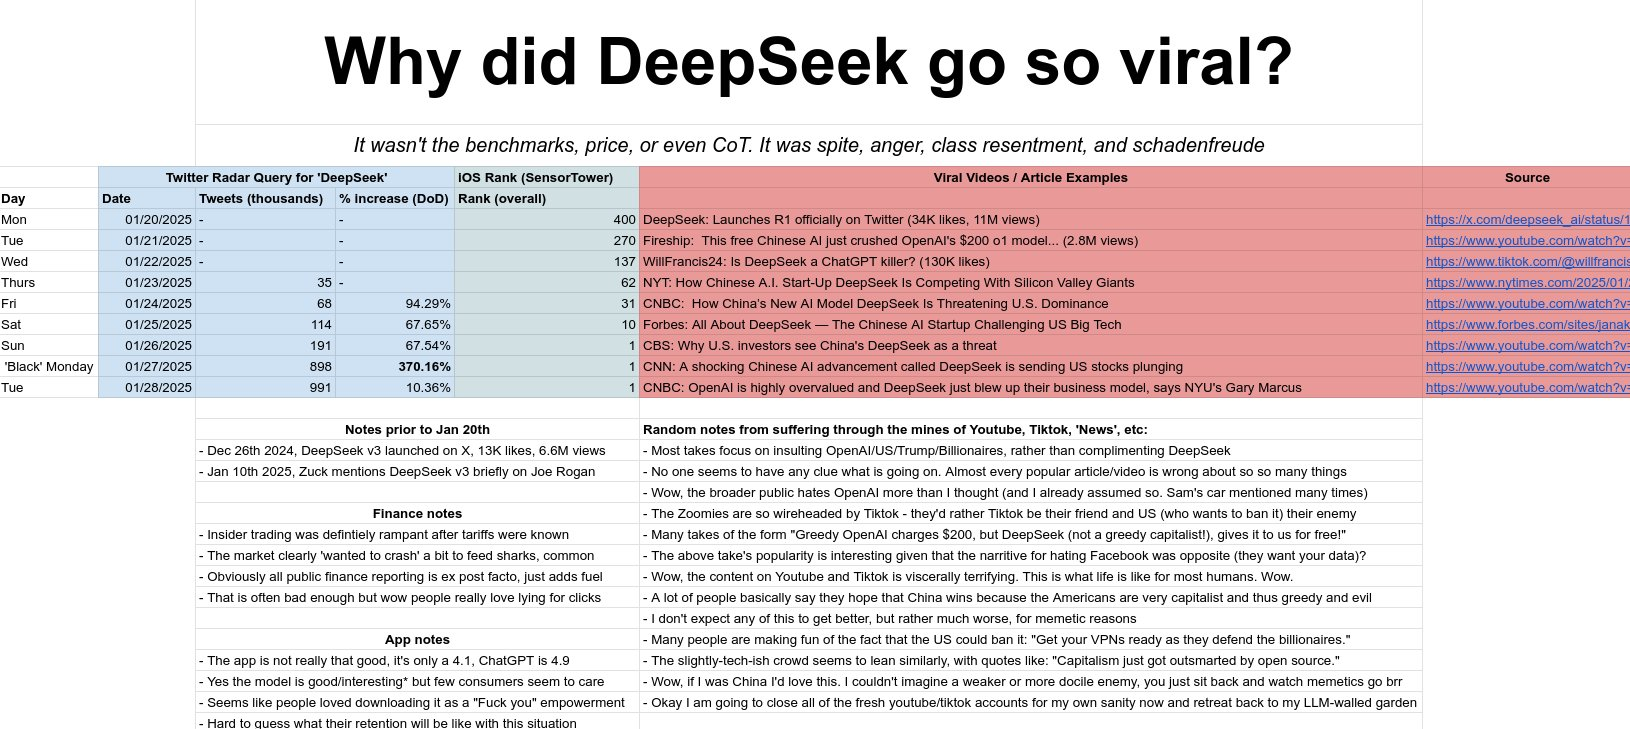 Why did DeepSeek go so viral?
It wasn't the benchmarks, price, or even CoT. It was spite, anger, class resentment, and schadenfreude
Twitter Radar Query for 'DeepSeek' iOS Rank (SensorTower) Viral Videos / Article Examples Source
Day Date Tweets (thousands) % increase (DoD) Rank (overall)
Mon 01/20/2025 - - 400 DeepSeek: Launches R1 officially on Twitter (34K likes, 11M views) https://x.com/deepseek_ai/status/1
Tue 01/21/2025 - - 270 Fireship: This free Chinese AI just crushed OpenAI's $200 o1 model... (2.8M views) https://www.youtube.com/watch?v=
Wed 01/22/2025 - - 137 WillFrancis24: Is DeepSeek a ChatGPT killer? (130K likes) https://www.tiktok.com/@willfrancis
Thurs 01/23/2025 35 - 62 NYT: How Chinese A.I. Start-Up DeepSeek Is Competing With Silicon Valley Giants https://www.nytimes.com/2025/01/
Fri 01/24/2025 68 94.29% 31 CNBC: How China's New AI Model DeepSeek Is Threatening U.S. Dominance https://www.youtube.com/watch?v=
Sat 01/25/2025 114 67.65% 10 Forbes: All About DeepSeek — The Chinese AI Startup Challenging US Big Tech https://www.forbes.com/sites/janak
Sun 01/26/2025 191 67.54% 1 CBS: Why U.S. investors see China's DeepSeek as a threat https://www.youtube.com/watch?v=
'Black' Monday 01/27/2025 898 370.16% 1 CNN: A shocking Chinese AI advancement called DeepSeek is sending US stocks plunging https://www.youtube.com/watch?v=
Tue 01/28/2025 991 10.36% 1 CNBC: OpenAI is highly overvalued and DeepSeek just blew up their business model, says NYU's Gary Marcus https://www.youtube.com/watch?v=
Notes prior to Jan 20th
- Dec 26th 2024, DeepSeek v3 launched on X, 13K likes, 6.6M views
- Jan 10th 2025, Zuck mentions DeepSeek v3 briefly on Joe Rogan
Finance notes
- Insider trading was defintiely rampant after tariffs were known
- The market clearly 'wanted to crash' a bit to feed sharks, common
- Obviously all public finance reporting is ex post facto, just adds fuel
- That is often bad enough but wow people really love lying for clicks
App notes
- The app is not really that good, it's only a 4.1, ChatGPT is 4.9
- Yes the model is good/interesting* but few consumers seem to care
- Seems like people loved downloading it as a "Fuck you" empowerment
- Hard to guess what their retention will be like with this situation
Random notes from suffering through the mines of Youtube, Tiktok, 'News', etc:
- Most takes focus on insulting OpenAI/US/Trump/Billionaires, rather than complimenting DeepSeek
- No one seems to have any clue what is going on. Almost every popular article/video is wrong about so so many things
- Wow, the broader public hates OpenAI more than I thought (and I already assumed so. Sam's car mentioned many times)
- The Zoomies are so wireheaded by Tiktok - they'd rather Tiktok be their friend and US (who wants to ban it) their enemy
- Many takes of the form "Greedy OpenAI charges $200, but DeepSeek (not a greedy capitalist!), gives it to us for free!"
- The above take's popularity is interesting given that the narritive for hating Facebook was opposite (they want your data)?
- Wow, the content on Youtube and Tiktok is viscerally terrifying. This is what life is like for most humans. Wow.
- A lot of people basically say they hope that China wins because the Americans are very capitalist and thus greedy and evil
- I don't expect any of this to get better, but rather much worse, for memetic reasons
- Many people are making fun of the fact that the US could ban it: "Get your VPNs ready as they defend the billionaires."
- The slightly-tech-ish crowd seems to lean similarly, with quotes like: "Capitalism just got outsmarted by open source."
- Wow, if I was China I'd love this. I couldn't imagine a weaker or more docile enemy, you just sit back and watch memetics go brr
- Okay I am going to close all of the fresh youtube/tiktok accounts for my own sanity now and retreat back to my LLM-walled garden